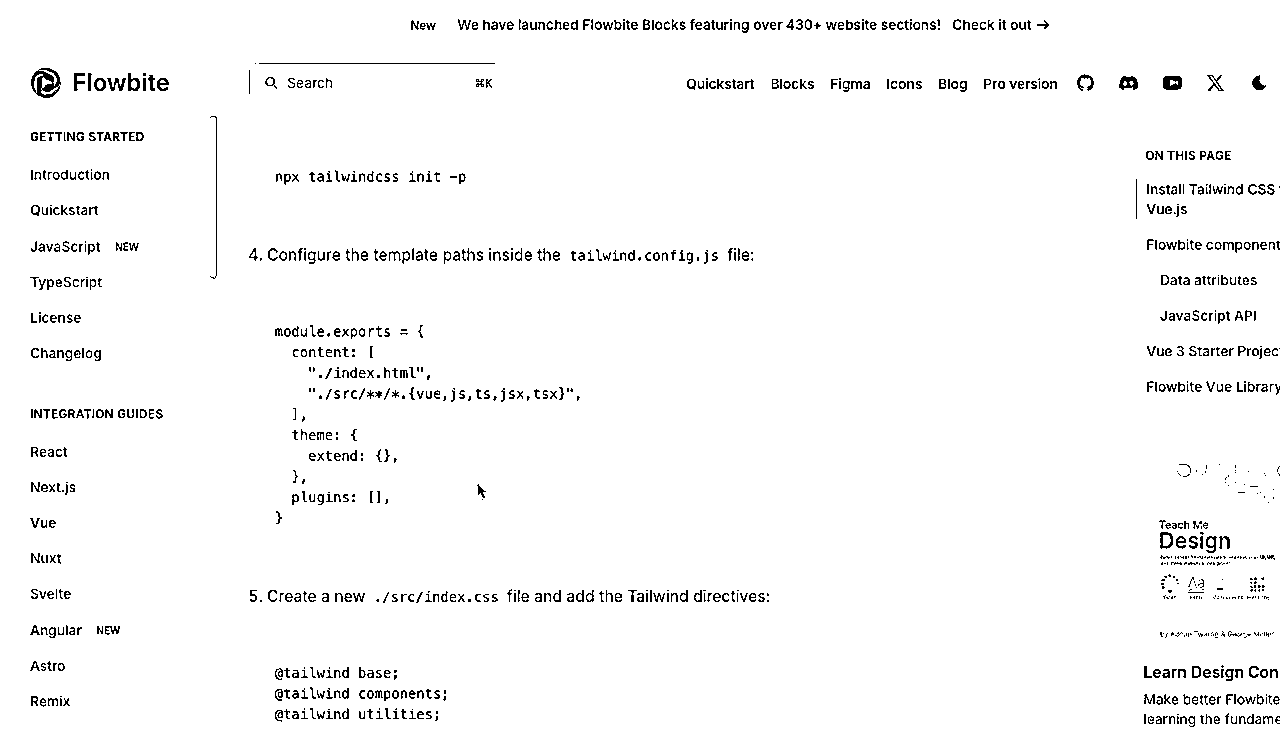 New We have launched Flowbite Blocks featuring over 430+ website sections! Check it out →
Flowbite
Search ⌘K
Quickstart Blocks Figma Icons Blog Pro version
GETTING STARTED
Introduction
Quickstart
JavaScript NEW
TypeScript
License
Changelog
INTEGRATION GUIDES
React
Next.js
Vue
Nuxt
Svelte
Angular NEW
Astro
Remix
npx tailwindcss init -p
4. Configure the template paths inside the tailwind.config.js file:
module.exports = {
  content: [
    "./index.html",
    "./src/**/*.{vue,js,ts,jsx,tsx}",
  ],
  theme: {
    extend: {},
  },
  plugins: [],
}
5. Create a new ./src/index.css file and add the Tailwind directives:
@tailwind base;
@tailwind components;
@tailwind utilities;
ON THIS PAGE
Install Tailwind CSS
Vue.js
Flowbite component
Data attributes
JavaScript API
Vue 3 Starter Projec
Flowbite Vue Library
Teach Me
Design
Aa
Learn Design Con
Make better Flowbite
learning the fundame